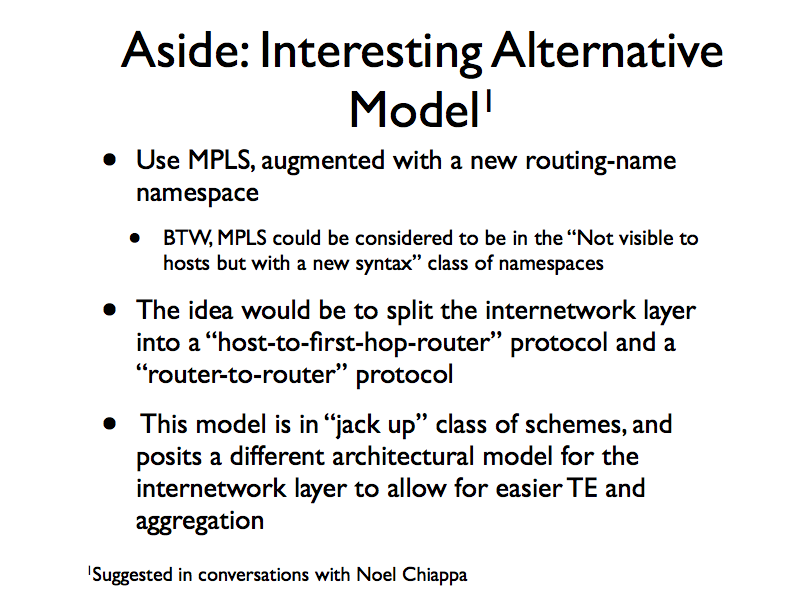 Aside: Interesting Alternative
Model¹
• Use MPLS, augmented with a new routing-name
namespace
• BTW, MPLS could be considered to be in the “Not visible to
hosts but with a new syntax” class of namespaces
• The idea would be to split the internetwork layer
into a “host-to-first-hop-router” protocol and a
“router-to-router” protocol
• This model is in “jack up” class of schemes, and
posits a different architectural model for the
internetwork layer to allow for easier TE and
aggregation
¹Suggested in conversations with Noel Chiappa